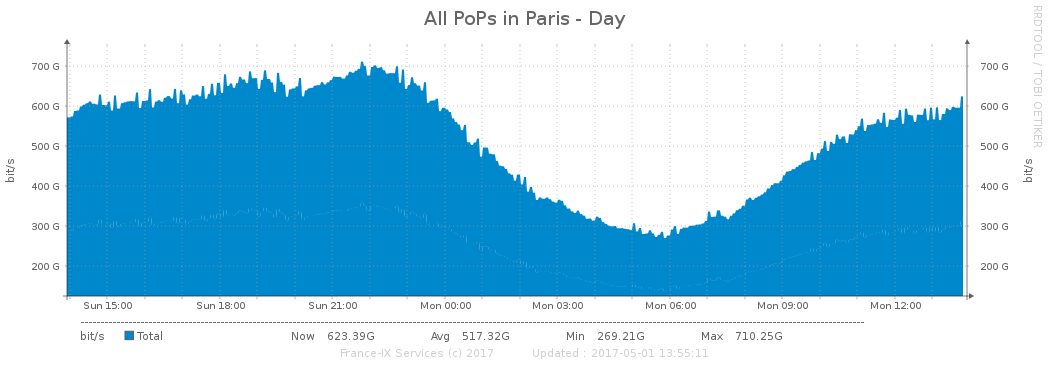 All PoPs in Paris - Day
RRDTOOL / TOBI OETIKER
bit/s
700 G
600 G
500 G
400 G
300 G
200 G
700 G
600 G
500 G
400 G
300 G
200 G
bit/s
Sun 15:00 Sun 18:00 Sun 21:00 Mon 00:00 Mon 03:00 Mon 06:00 Mon 09:00 Mon 12:00
bit/s Total Now 623.39G Avg 517.32G Min 269.21G Max 710.25G
France-IX Services (c) 2017 Updated : 2017-05-01 13:55:11